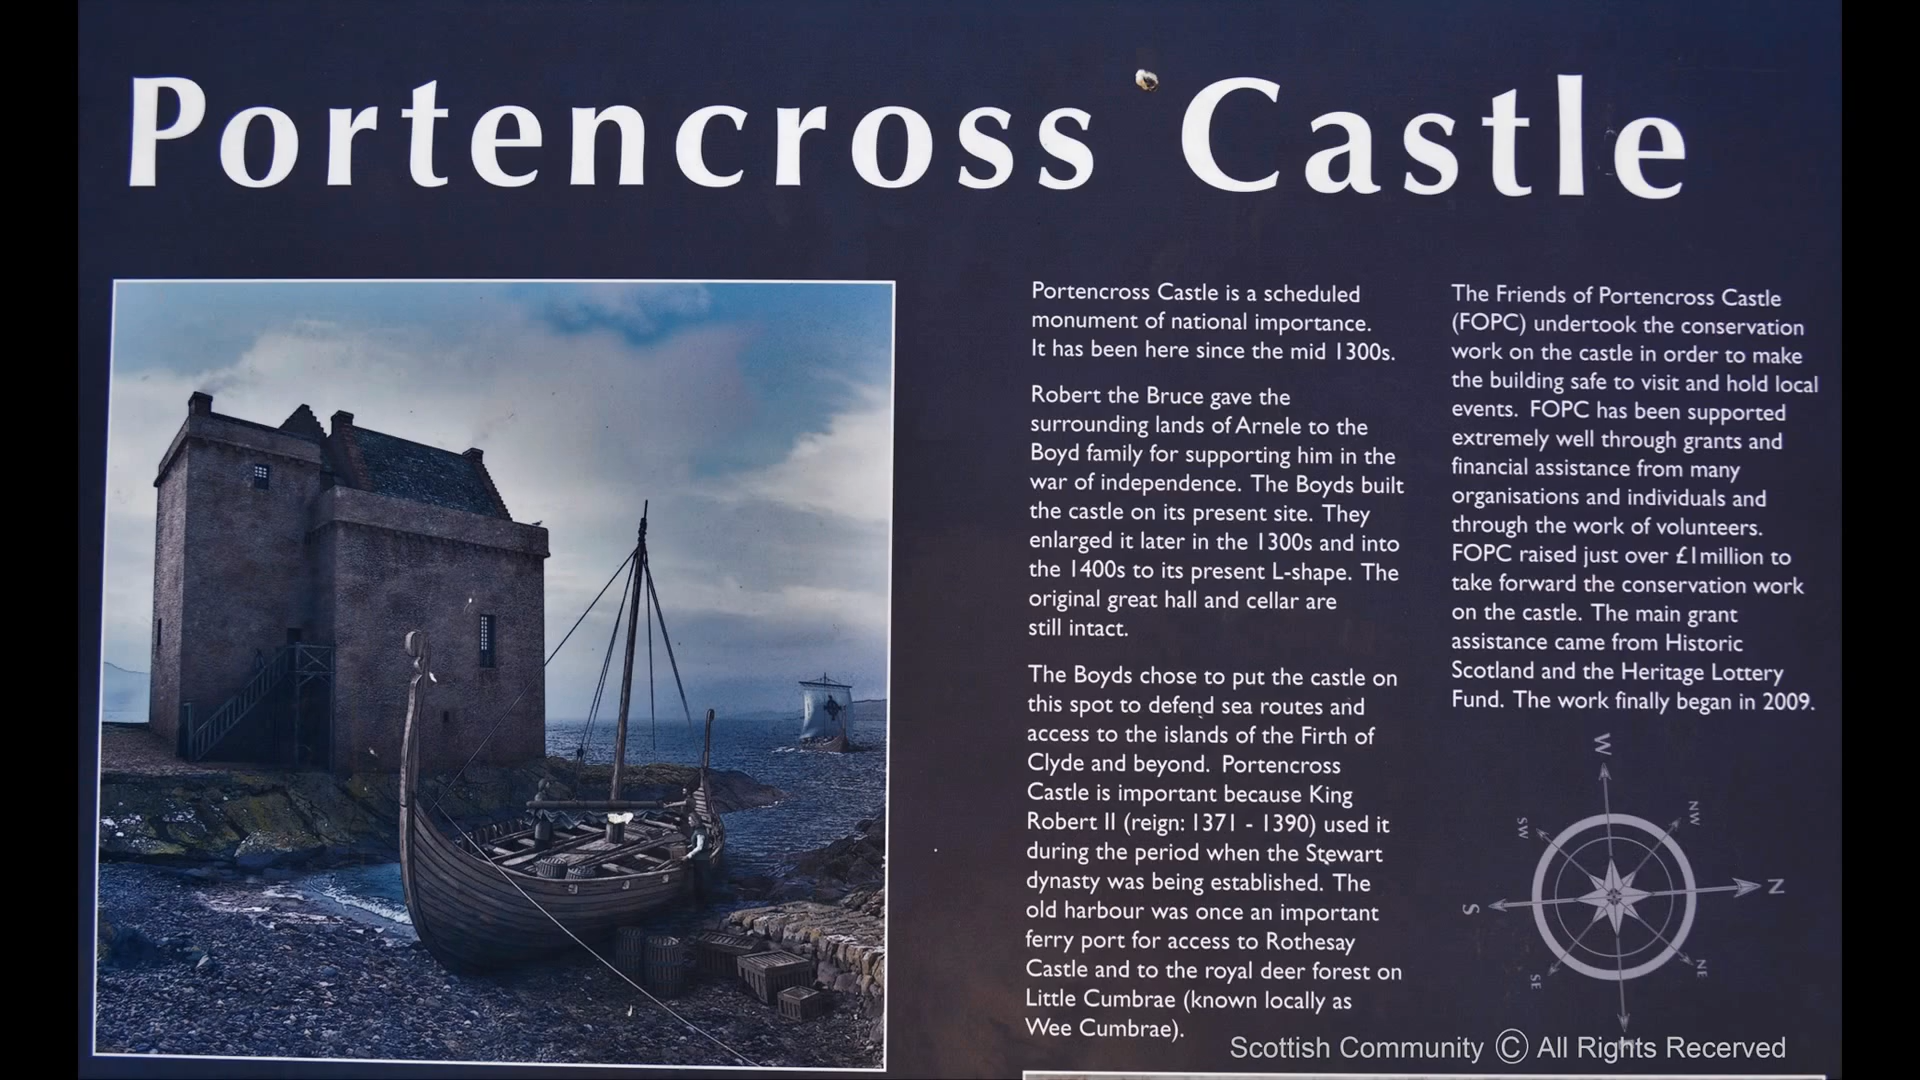 Portencross Castle
Portencross Castle is a scheduled
monument of national importance.
It has been here since the mid 1300s.
Robert the Bruce gave the
surrounding lands of Arnele to the
Boyd family for supporting him in the
war of independence. The Boyds built
the castle on its present site. They
enlarged it later in the 1300s and into
the 1400s to its present L-shape. The
original great hall and cellar are
still intact.
The Boyds chose to put the castle on
this spot to defend sea routes and
access to the islands of the Firth of
Clyde and beyond. Portencross
Castle is important because King
Robert II (reign: 1371 - 1390) used it
during the period when the Stewart
dynasty was being established. The
old harbour was once an important
ferry port for access to Rothesay
Castle and to the royal deer forest on
Little Cumbrae (known locally as
Wee Cumbrae).
The Friends of Portencross Castle
(FOPC) undertook the conservation
work on the castle in order to make
the building safe to visit and hold local
events. FOPC has been supported
extremely well through grants and
financial assistance from many
organisations and individuals and
through the work of volunteers.
FOPC raised just over £1million to
take forward the conservation work
on the castle. The main grant
assistance came from Historic
Scotland and the Heritage Lottery
Fund. The work finally began in 2009.
W
SW
NW
S
N
SE
NE
Scottish Community © All Rights Recerved